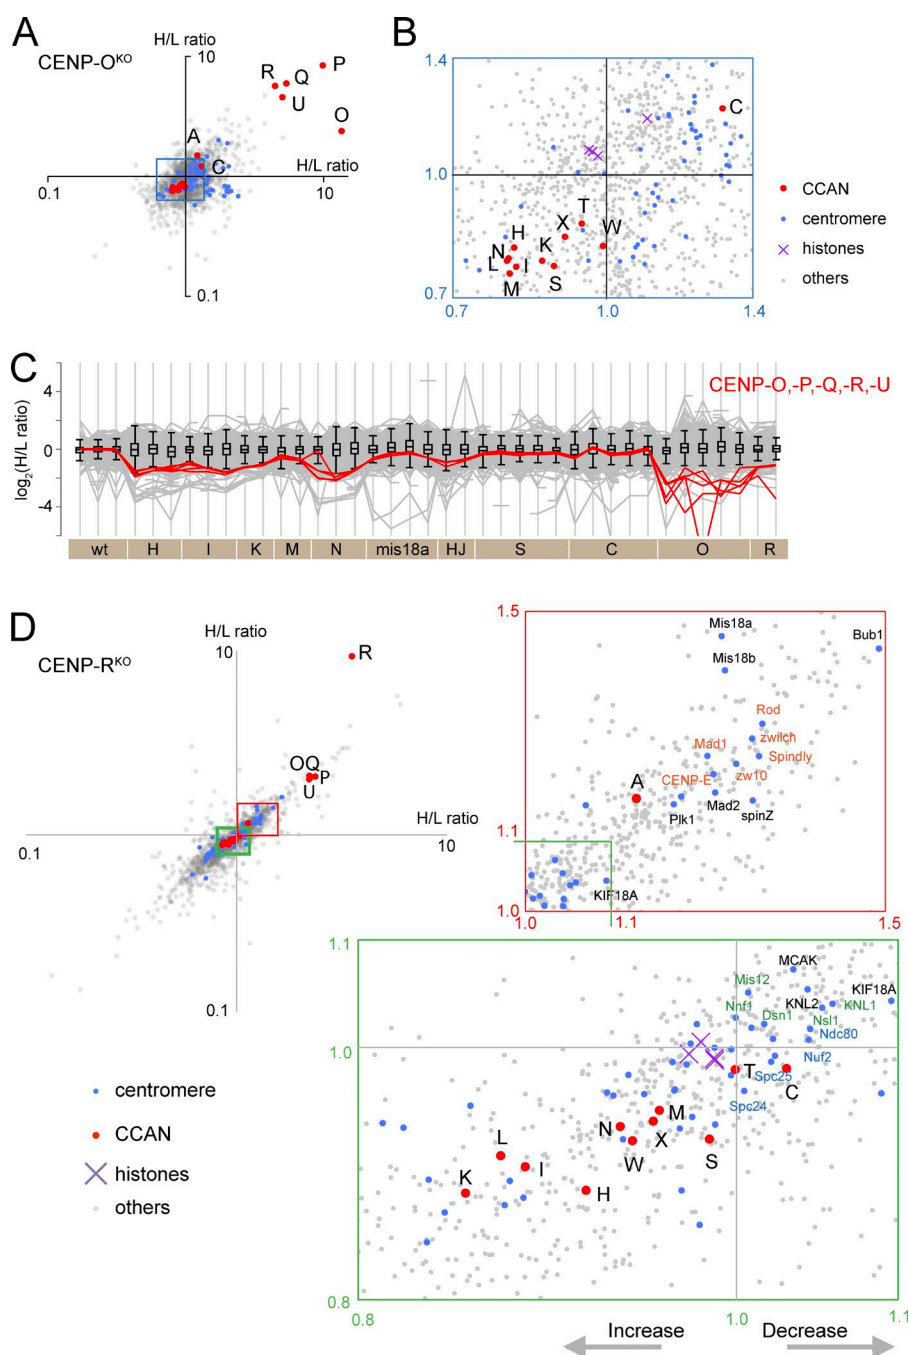 A
H/L ratio
CENP-O^KO
10
P
R
Q
U
O
A
C
H/L ratio
0.1
10
0.1
B
1.4
C
1.0
T
X
W
H
N
K
L
I
S
M
0.7
0.7
1.0
1.4
CCAN
centromere
histones
others
C
CENP-O,-P,-Q,-R,-U
log2(H/L ratio)
4
0
−4
wt
H
I
K
M
N
mis18a
HJ
S
C
O
R
D
H/L ratio
CENP-R^KO
10
R
OQ
P
U
H/L ratio
0.1
10
0.1
1.5
Mis18a
Bub1
Mis18b
Rod
zwilch
Mad1
Spindly
CENP-E
zw10
A
Mad2
Plk1
spinZ
1.1
KIF18A
1.0
1.0
1.1
1.5
1.1
MCAK
Mis12
KIF18A
Nnf1
KNL2
KNL1
Dsn1
Nsl1
Ndc80
1.0
Nuf2
T
Spc25
C
Spc24
M
N
X
W
S
L
I
K
H
0.8
0.8
1.0
1.1
centromere
CCAN
histones
others
Increase
Decrease